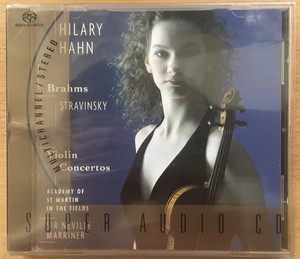 HILARY
HAHN
Brahms
STRAVINSKY
Violin
Concertos
ACADEMY OF
ST MARTIN
IN THE FIELDS
SIR NEVILLE
MARRINER
MULTICHANNEL/STEREO
SUPER AUDIO CD